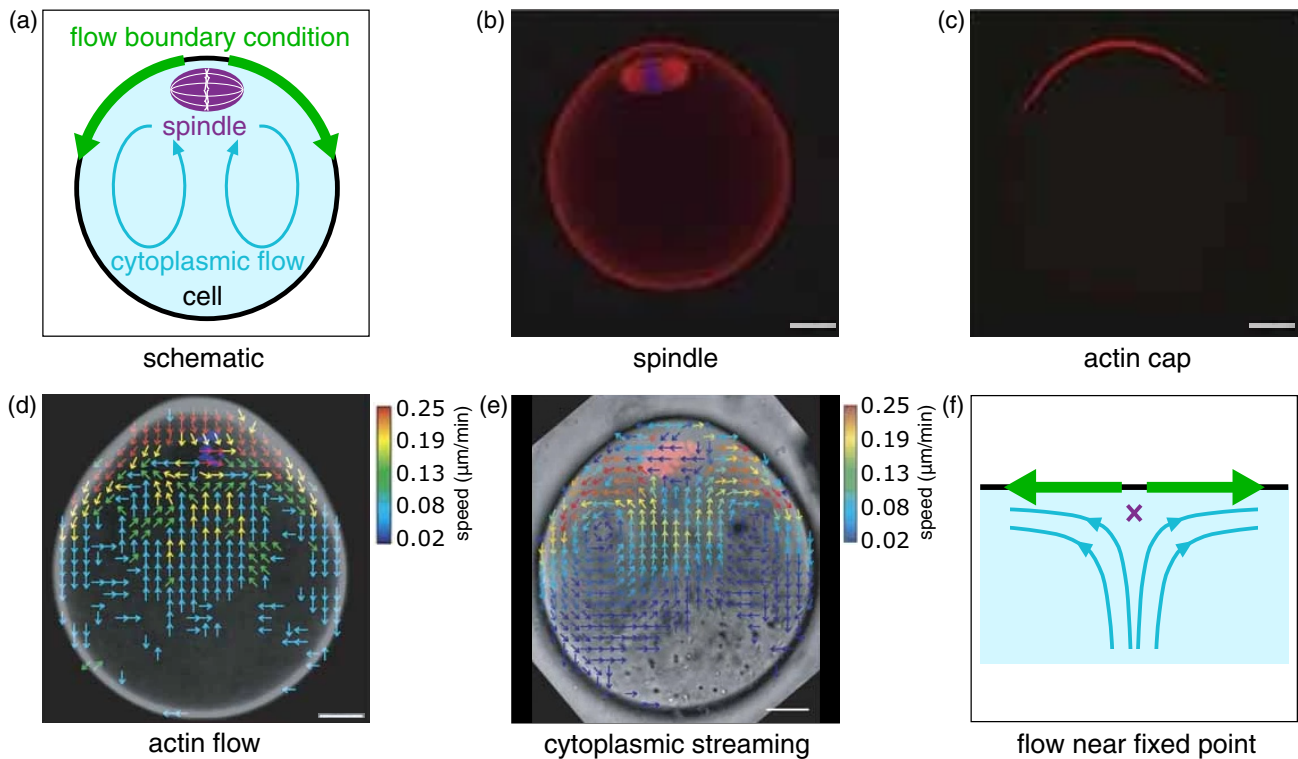 (a)
flow boundary condition
spindle
cytoplasmic flow
cell
schematic
(b)
spindle
(c)
actin cap
(d)
0.25
0.19
0.13
0.08
0.02
speed (μm/min)
actin flow
(e)
0.25
0.19
0.13
0.08
0.02
speed (μm/min)
cytoplasmic streaming
(f)
flow near fixed point